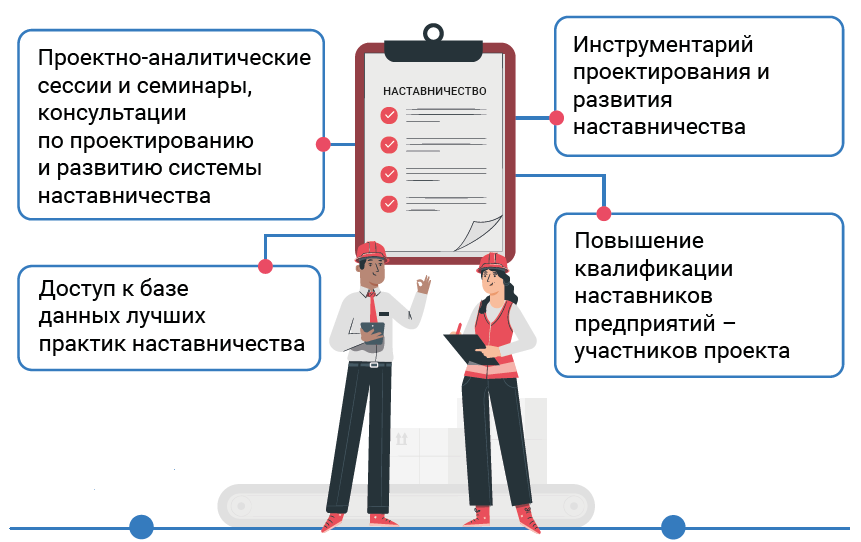 Проектно-аналитические
сессии и семинары,
консультации
по проектированию
и развитию системы
наставничества
НАСТАВНИЧЕСТВО
Инструментарий
проектирования и
развития
наставничества
Доступ к базе
данных лучших
практик наставничества
Повышение
квалификации
наставников
предприятий –
участников проекта